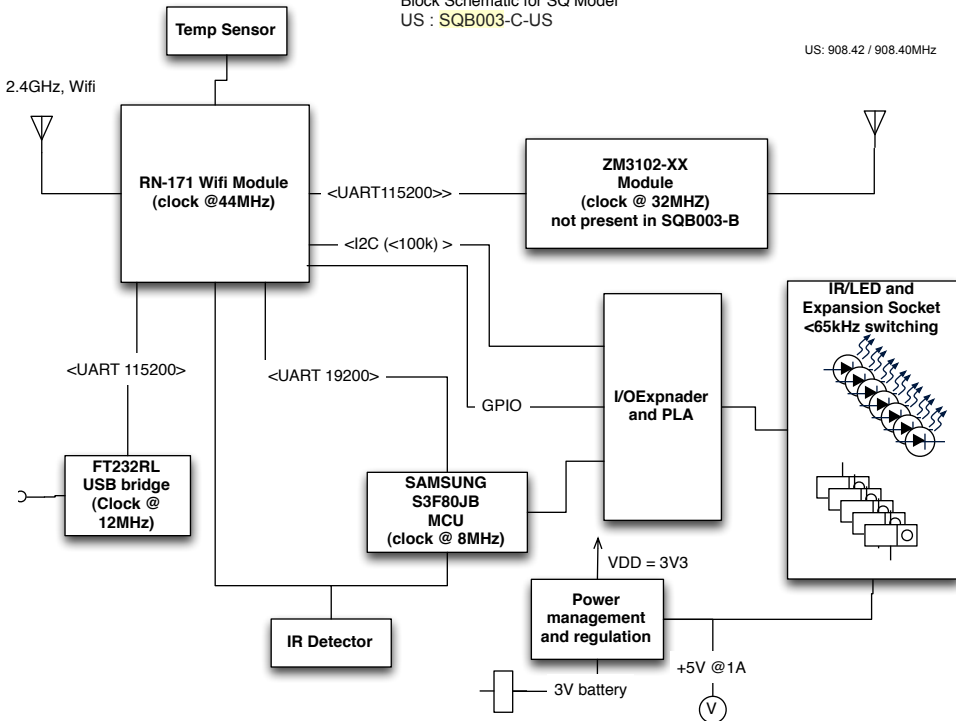 Block Schematic for SQ Model
US : SQB003-C-US
US: 908.42 / 908.40MHz
Temp Sensor
2.4GHz, Wifi
RN-171 Wifi Module
(clock @44MHz)
<UART115200>>
ZM3102-XX
Module
(clock @ 32MHZ)
not present in SQB003-B
<I2C (<100k) >
IR/LED and
Expansion Socket
<65kHz switching
<UART 115200>
<UART 19200>
GPIO
I/OExpnader
and PLA
FT232RL
USB bridge
(Clock @
12MHz)
SAMSUNG
S3F80JB
MCU
(clock @ 8MHz)
VDD = 3V3
Power
management
and regulation
IR Detector
+5V @1A
3V battery
V